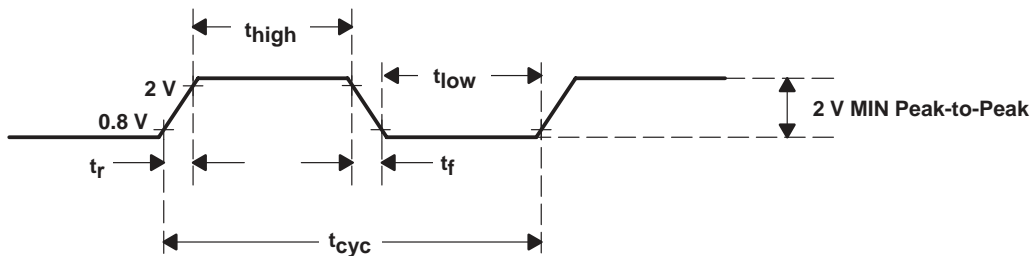 thigh
tlow
2 V
0.8 V
2 V MIN Peak-to-Peak
tr
tf
tcyc